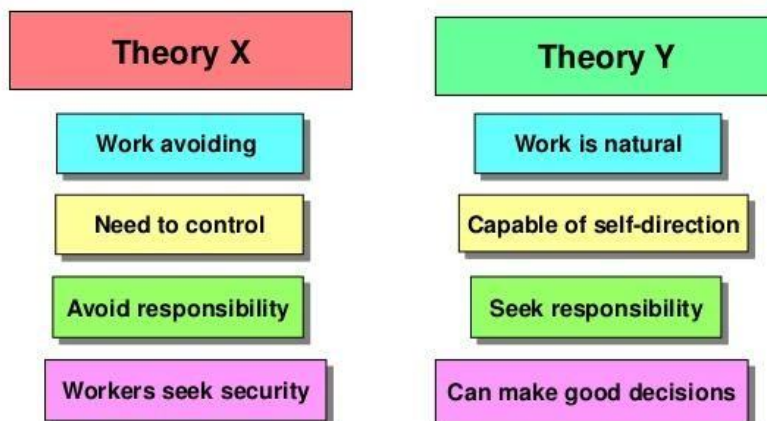 Theory X
Theory Y
Work avoiding
Work is natural
Need to control
Capable of self-direction
Avoid responsibility
Seek responsibility
Workers seek security
Can make good decisions